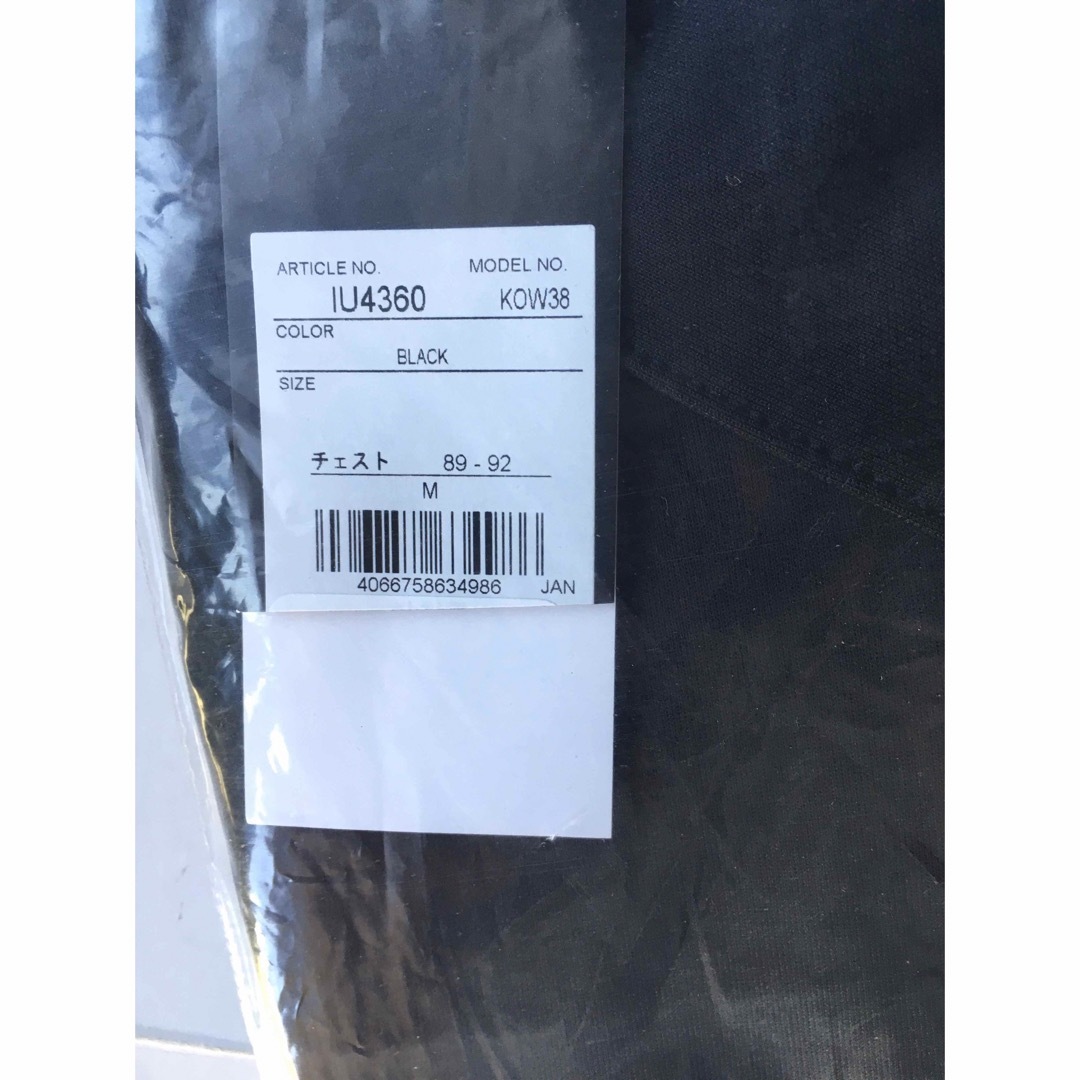 ARTICLE NO. MODEL NO.
IU4360 KOW38
COLOR
BLACK
SIZE
チェスト 89 - 92
M
4066758634986 JAN